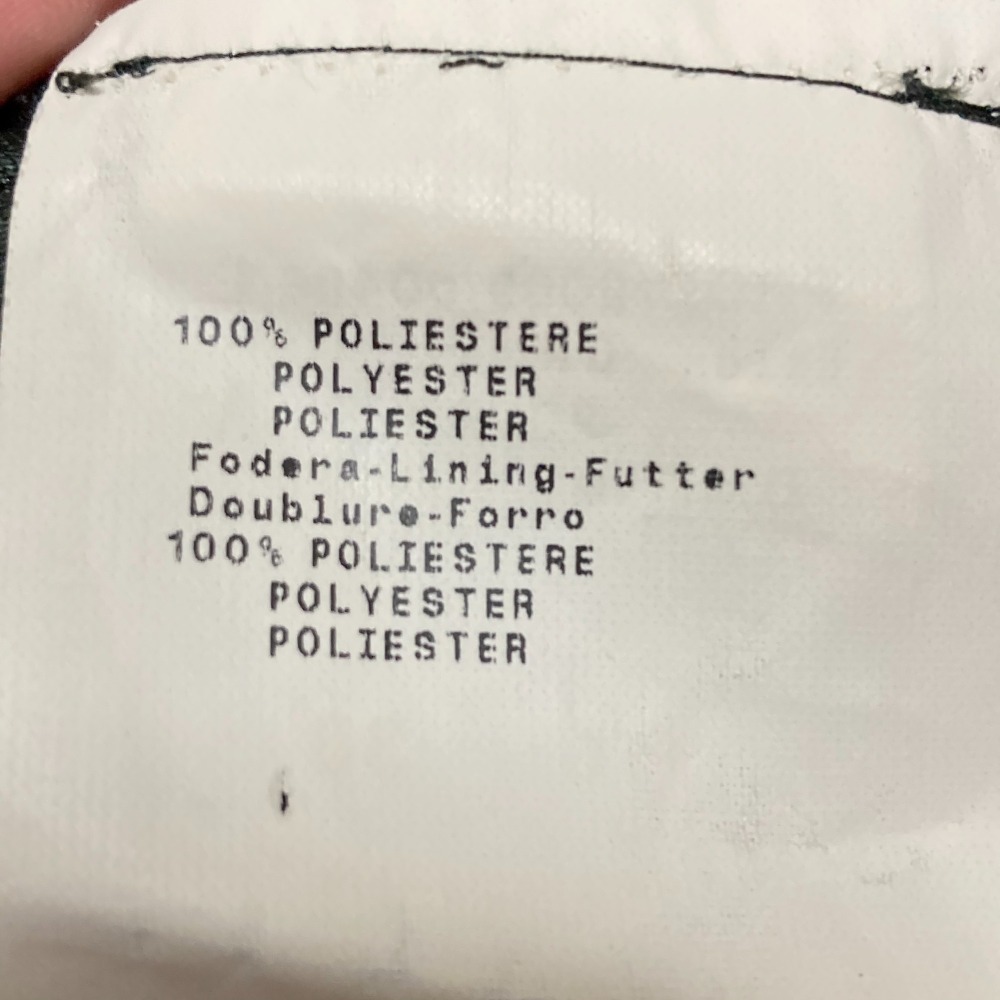 100% POLIESTERE
POLYESTER
POLIESTER
Fodera-Lining-Futter
Doublure-Forro
100% POLIESTERE
POLYESTER
POLIESTER